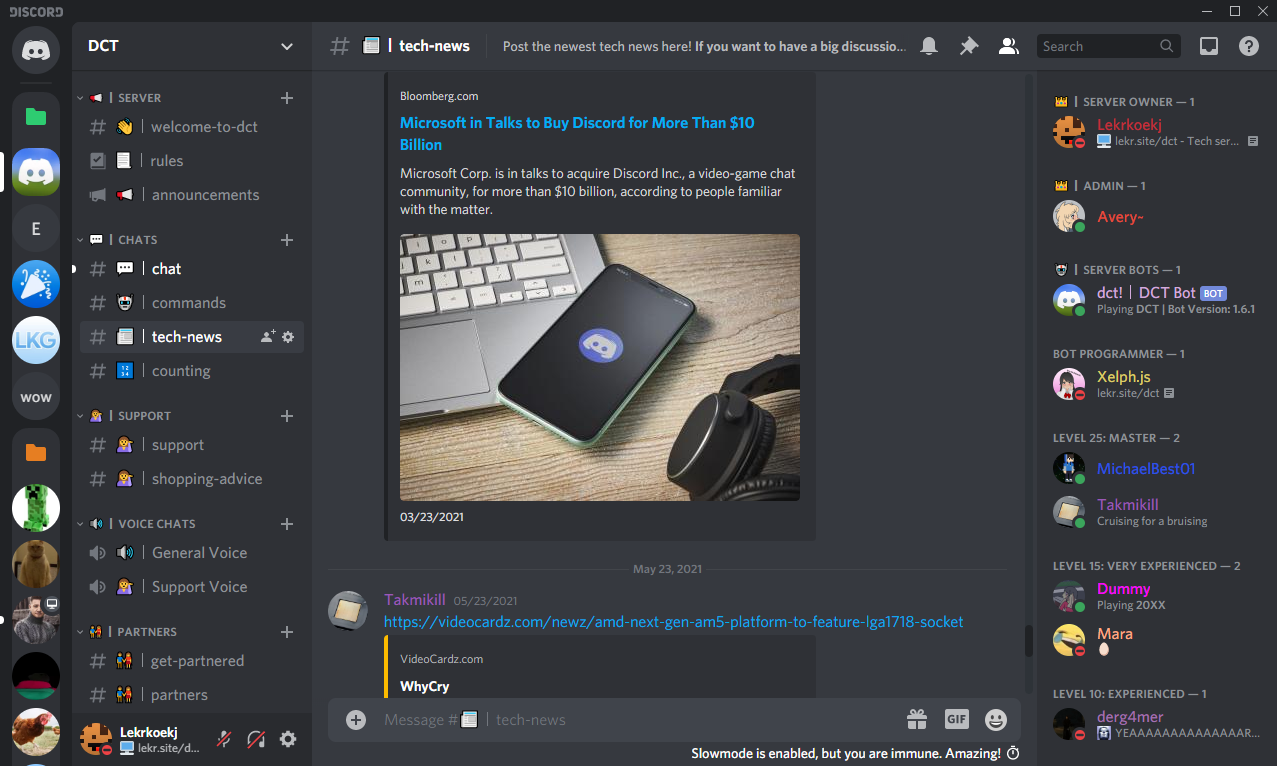 DISCORD
DCT
| tech-news
Post the newest tech news here! If you want to have a big discussio...
Search
E
LKG
wow
| SERVER
| welcome-to-dct
| rules
| announcements
| CHATS
| chat
| commands
| tech-news
| counting
| SUPPORT
| support
| shopping-advice
| VOICE CHATS
| General Voice
| Support Voice
| PARTNERS
| get-partnered
| partners
Lekrkoekj
lekr.site/d...
Bloomberg.com
Microsoft in Talks to Buy Discord for More Than $10
Billion
Microsoft Corp. is in talks to acquire Discord Inc., a video-game chat
community, for more than $10 billion, according to people familiar
with the matter.
03/23/2021
May 23, 2021
Takmikill 05/23/2021
https://videocardz.com/newz/amd-next-gen-am5-platform-to-feature-lga1718-socket
VideoCardz.com
WhyCry
Message # | tech-news
GIF
Slowmode is enabled, but you are immune. Amazing!
| SERVER OWNER — 1
Lekrkoekj
lekr.site/dct - Tech ser...
| ADMIN — 1
Avery~
| SERVER BOTS — 1
dct! | DCT Bot BOT
Playing DCT | Bot Version: 1.6.1
BOT PROGRAMMER — 1
Xelph.js
lekr.site/dct
LEVEL 25: MASTER — 2
MichaelBest01
Takmikill
Cruising for a bruising
LEVEL 15: VERY EXPERIENCED — 2
Dummy
Playing 20XX
Mara
LEVEL 10: EXPERIENCED — 1
derg4mer
YEAAAAAAAAAAAAAR...